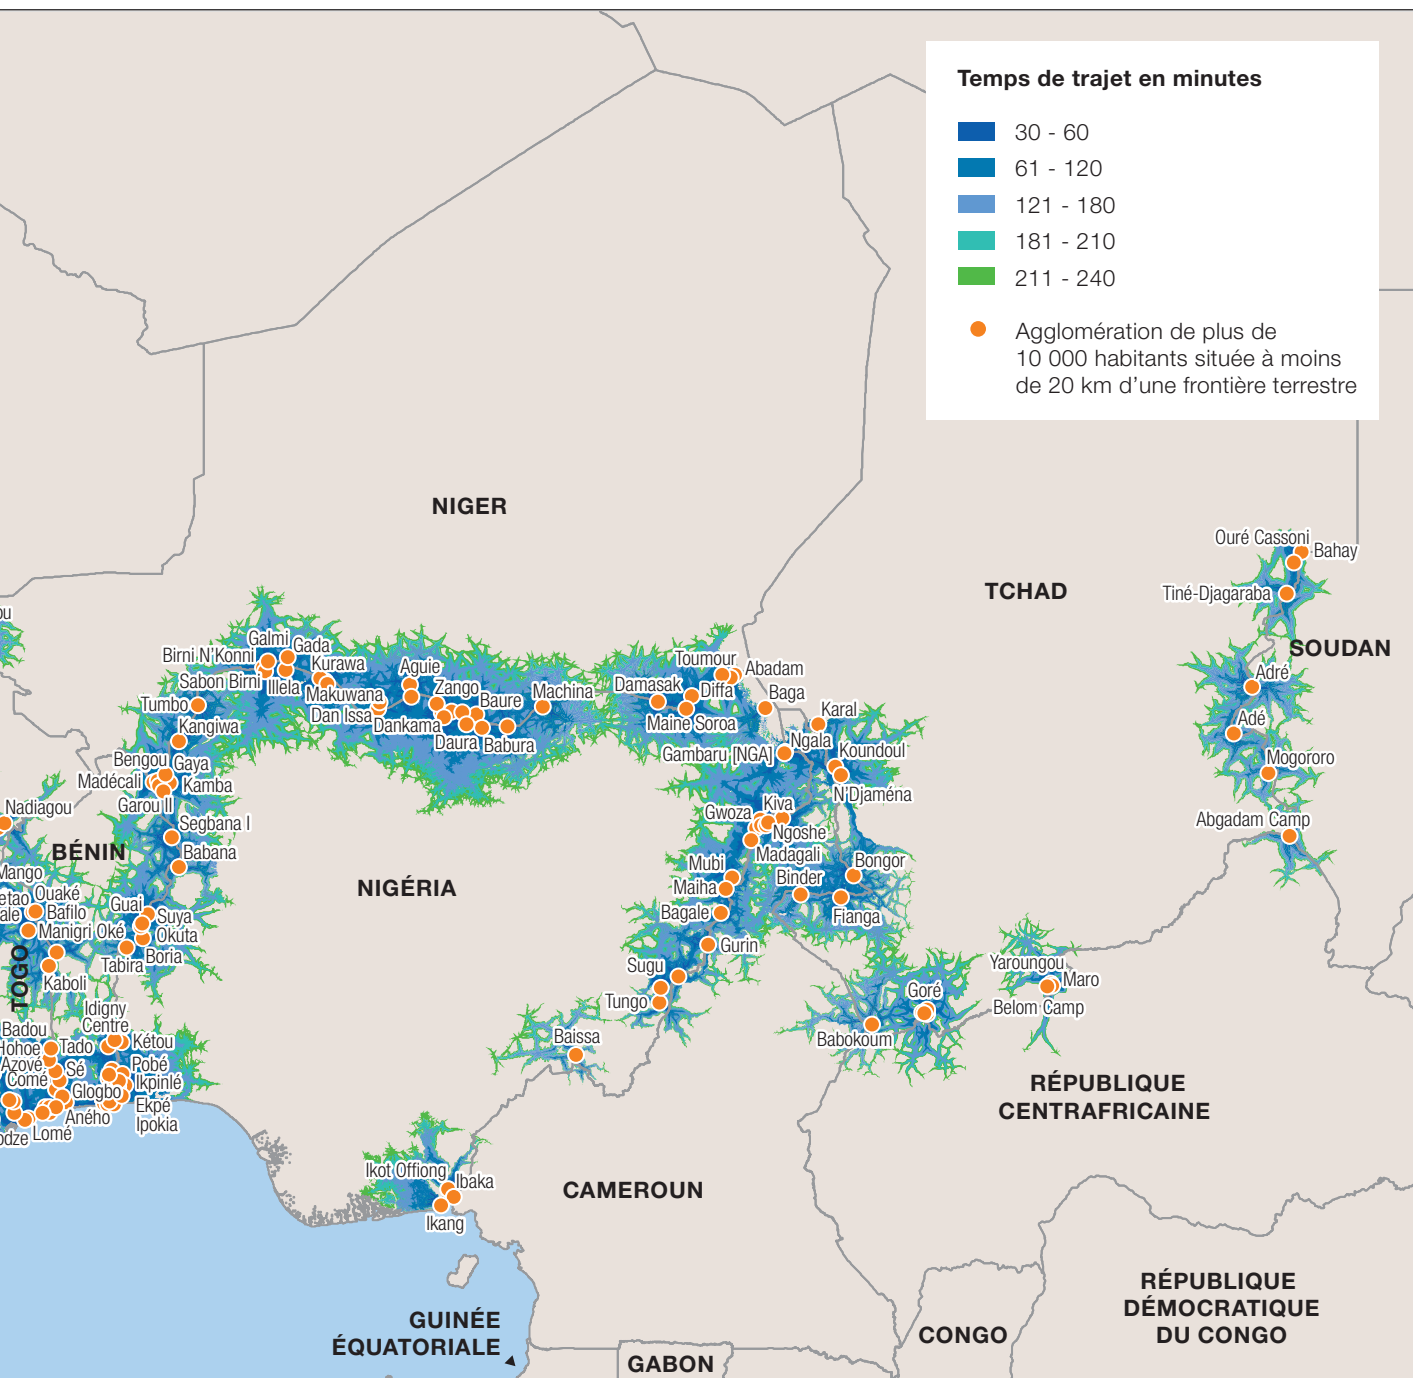 Temps de trajet en minutes
30 - 60
61 - 120
121 - 180
181 - 210
211 - 240
Agglomération de plus de
10 000 habitants située à moins
de 20 km d'une frontière terrestre
NIGER
TCHAD
Ouré Cassoni
Bahay
Tiné-Djagaraba
SOUDAN
Adré
Adé
Mogororo
Abgadam Camp
Galmi
Gada
Birni N'Konni
Kurawa
Sabon Birni
Illela
Makuwana
Aguie
Zango
Baure
Machina
Dan Issa
Dankama
Daura
Babura
Damasak
Toumour
Abadam
Diffa
Baga
Maine Soroa
Karal
Ngala
Gambaru [NGA]
Koundoul
N'Djaména
Tumbo
Kangiwa
Bengou
Gaya
Madécali
Kamba
Garou II
Nadiagou
Segbana I
BÉNIN
Babana
Kiva
Gwoza
Ngoshe
Madagali
Mubi
Bongor
Maiha
Binder
Bagale
Fianga
Gurin
NIGÉRIA
Mango
Ouaké
Bafilo
Guai
Suya
Manigri Oké
Okuta
Tabira
Boria
TOGO
Kaboli
Sugu
Tungo
Goré
Yaroungou
Maro
Belom Camp
Babokoum
Baissa
Idigny
Centre
Badou
Hohoe
Tado
Kétou
Azové
Sé
Pobé
Comé
Ikpinlé
Glogbo
Ekpé
Aného
Ipokia
Lomé
RÉPUBLIQUE
CENTRAFRICAINE
Ikot Offiong
Ibaka
Ikang
CAMEROUN
GUINÉE
ÉQUATORIALE
GABON
CONGO
RÉPUBLIQUE
DÉMOCRATIQUE
DU CONGO